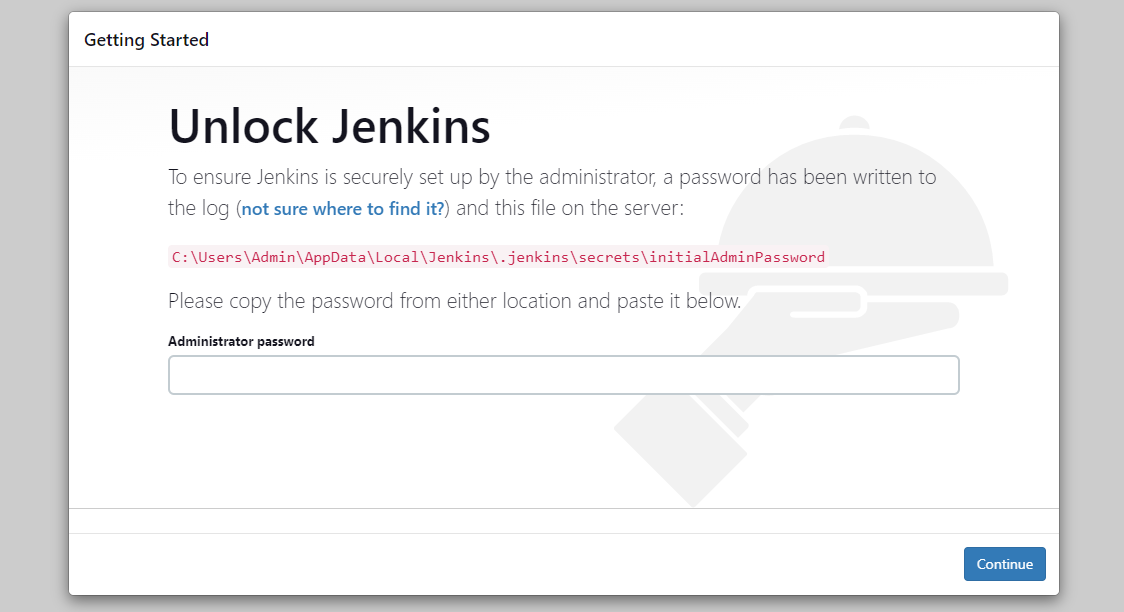 Getting Started
Unlock Jenkins
To ensure Jenkins is securely set up by the administrator, a password has been written to
the log (not sure where to find it?) and this file on the server:
C:\Users\Admin\AppData\Local\Jenkins\.jenkins\secrets\initialAdminPassword
Please copy the password from either location and paste it below.
Administrator password
Continue